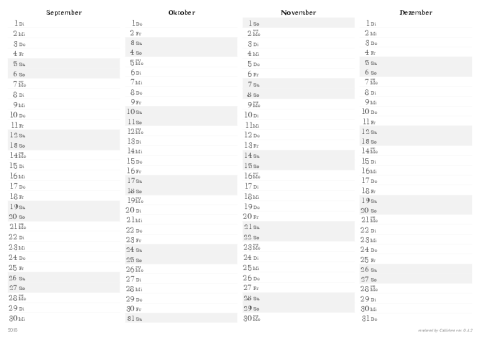 September
1 Di
2 Mi
3 Do
4 Fr
5 Sa
6 So
7 Mo
8 Di
9 Mi
10 Do
11 Fr
12 Sa
13 So
14 Mo
15 Di
16 Mi
17 Do
18 Fr
19 Sa
20 So
21 Mo
22 Di
23 Mi
24 Do
25 Fr
26 Sa
27 So
28 Mo
29 Di
30 Mi
Oktober
1 Do
2 Fr
3 Sa
4 So
5 Mo
6 Di
7 Mi
8 Do
9 Fr
10 Sa
11 So
12 Mo
13 Di
14 Mi
15 Do
16 Fr
17 Sa
18 So
19 Mo
20 Di
21 Mi
22 Do
23 Fr
24 Sa
25 So
26 Mo
27 Di
28 Mi
29 Do
30 Fr
31 Sa
November
1 So
2 Mo
3 Di
4 Mi
5 Do
6 Fr
7 Sa
8 So
9 Mo
10 Di
11 Mi
12 Do
13 Fr
14 Sa
15 So
16 Mo
17 Di
18 Mi
19 Do
20 Fr
21 Sa
22 So
23 Mo
24 Di
25 Mi
26 Do
27 Fr
28 Sa
29 So
30 Mo
Dezember
1 Di
2 Mi
3 Do
4 Fr
5 Sa
6 So
7 Mo
8 Di
9 Mi
10 Do
11 Fr
12 Sa
13 So
14 Mo
15 Di
16 Mi
17 Do
18 Fr
19 Sa
20 So
21 Mo
22 Di
23 Mi
24 Do
25 Fr
26 Sa
27 So
28 Mo
29 Di
30 Mi
31 Do